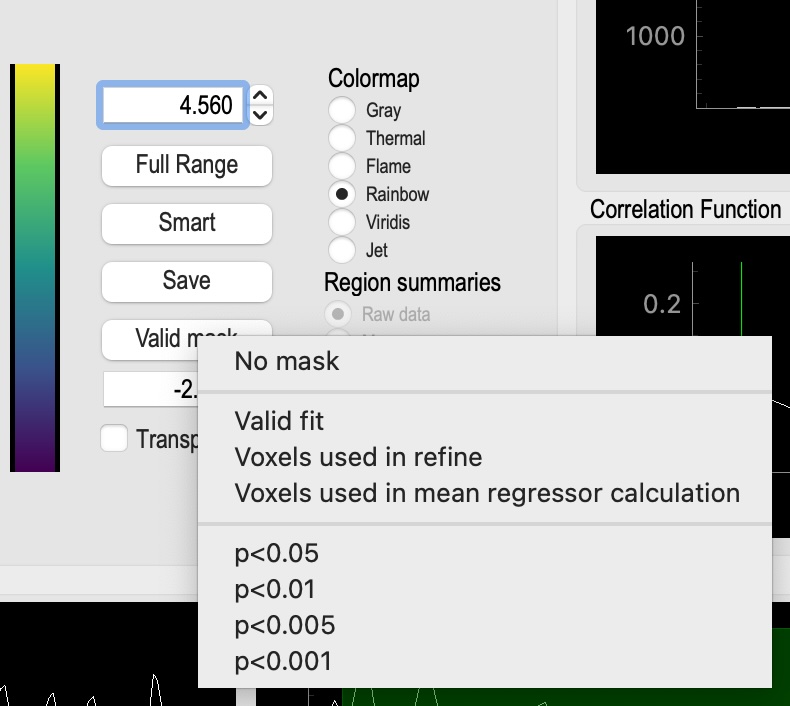 1000
Colormap
4.560
Gray
Thermal
Full Range
Flame
Rainbow
Smart
Viridis
Correlation Function
Jet
Save
Region summaries
Raw data
0.2
Valid mask
No mask
-2.
Valid fit
Transp
Voxels used in refine
Voxels used in mean regressor calculation
p<0.05
p<0.01
p<0.005
p<0.001